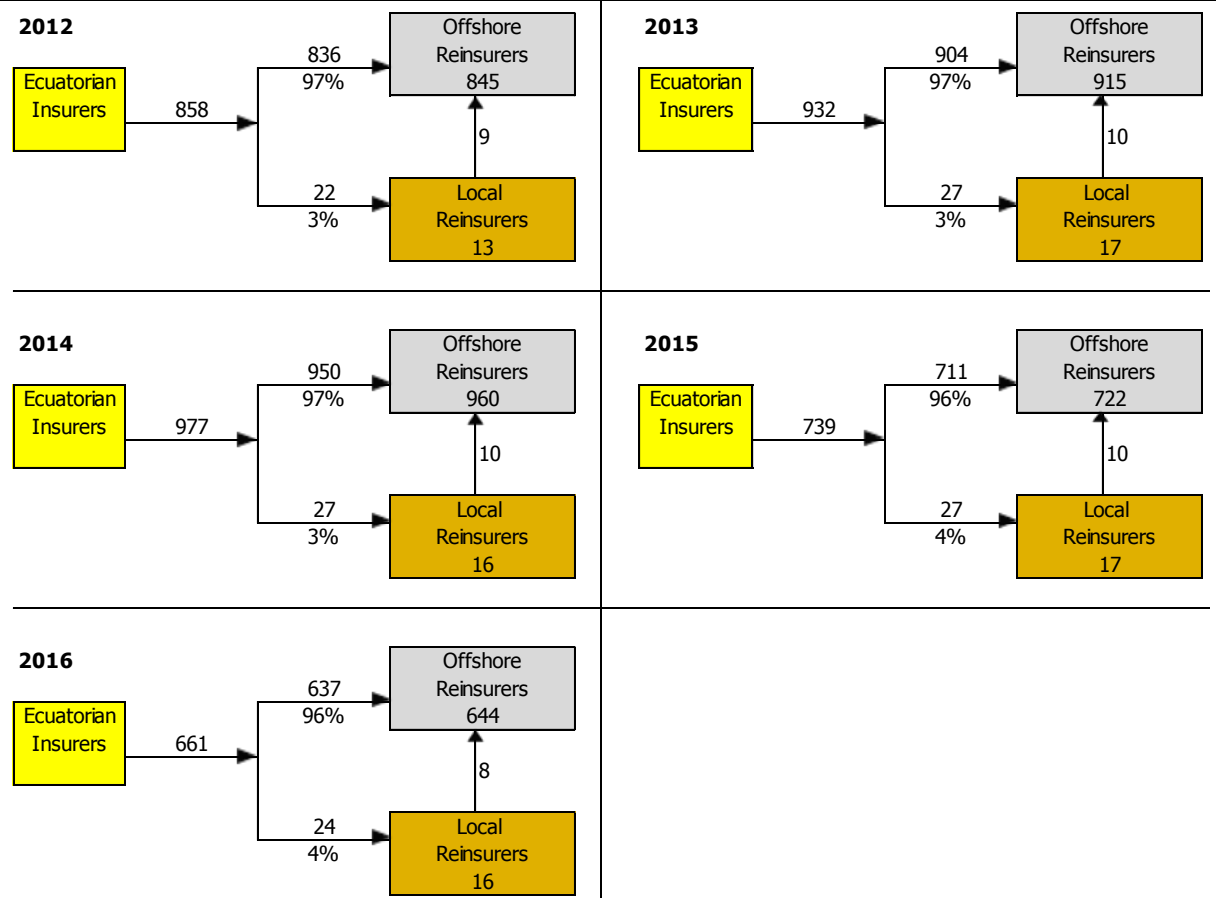 2012
Ecuatorian
Insurers
858
836
97%
Offshore
Reinsurers
845
9
22
3%
Local
Reinsurers
13
2013
Ecuatorian
Insurers
932
904
97%
Offshore
Reinsurers
915
10
27
3%
Local
Reinsurers
17
2014
Ecuatorian
Insurers
977
950
97%
Offshore
Reinsurers
960
10
27
3%
Local
Reinsurers
16
2015
Ecuatorian
Insurers
739
711
96%
Offshore
Reinsurers
722
10
27
4%
Local
Reinsurers
17
2016
Ecuatorian
Insurers
661
637
96%
Offshore
Reinsurers
644
8
24
4%
Local
Reinsurers
16